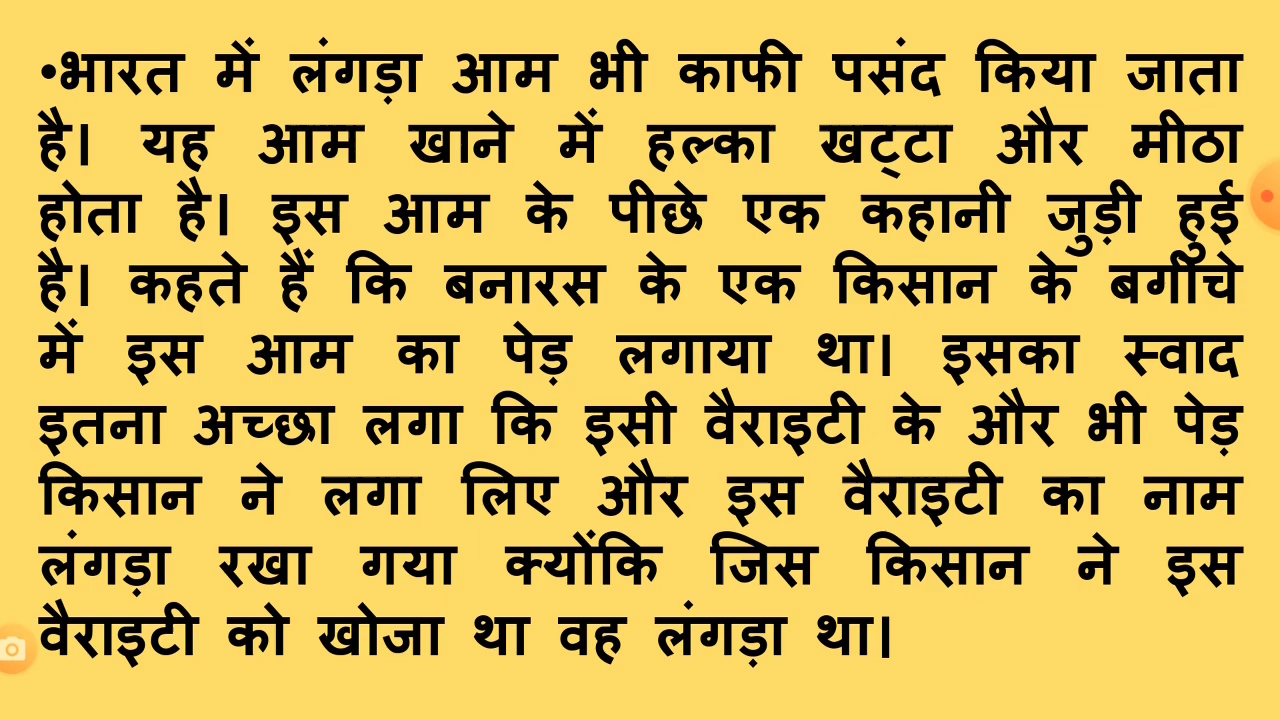 •भारत में लंगड़ा आम भी काफी पसंद किया जाता
है। यह आम खाने में हल्का खट्टा और मीठा
होता है। इस आम के पीछे एक कहानी जुड़ी हुई
है। कहते हैं कि बनारस के एक किसान के बगीचे
में इस आम का पेड़ लगाया था। इसका स्वाद
इतना अच्छा लगा कि इसी वैराइटी के और भी पेड़
किसान ने लगा लिए और इस वैराइटी का नाम
लंगड़ा रखा गया क्योंकि जिस किसान ने इस
वैराइटी को खोजा था वह लंगड़ा था।